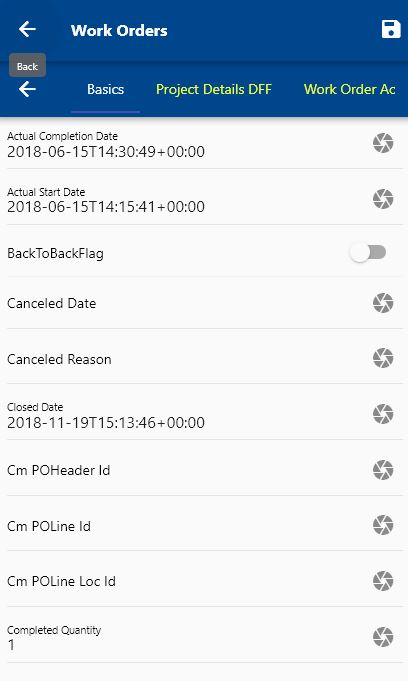 Work Orders
Back
Basics Project Details DFF Work Order Ac
Actual Completion Date
2018-06-15T14:30:49+00:00
Actual Start Date
2018-06-15T14:15:41+00:00
BackToBackFlag
Canceled Date
Canceled Reason
Closed Date
2018-11-19T15:13:46+00:00
Cm POHeader Id
Cm POLine Id
Cm POLine Loc Id
Completed Quantity
1